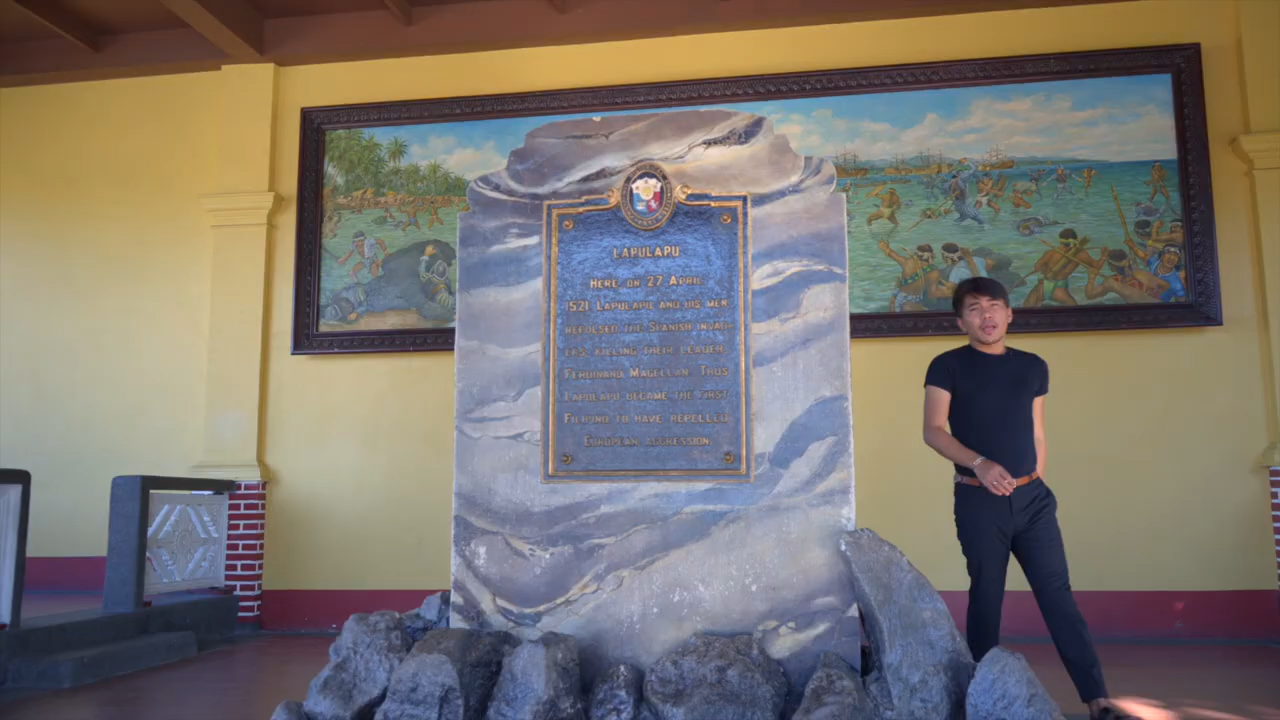 LAPULAPU
HERE ON 27 APRIL
1521 LAPULAPU AND HIS MEN
REPULSED THE SPANISH INVAD-
ERS, KILLING THEIR LEADER,
FERDINAND MAGELLAN. THUS
LAPULAPU BECAME THE FIRST
FILIPINO TO HAVE REPELLED
EUROPEAN AGGRESSION.